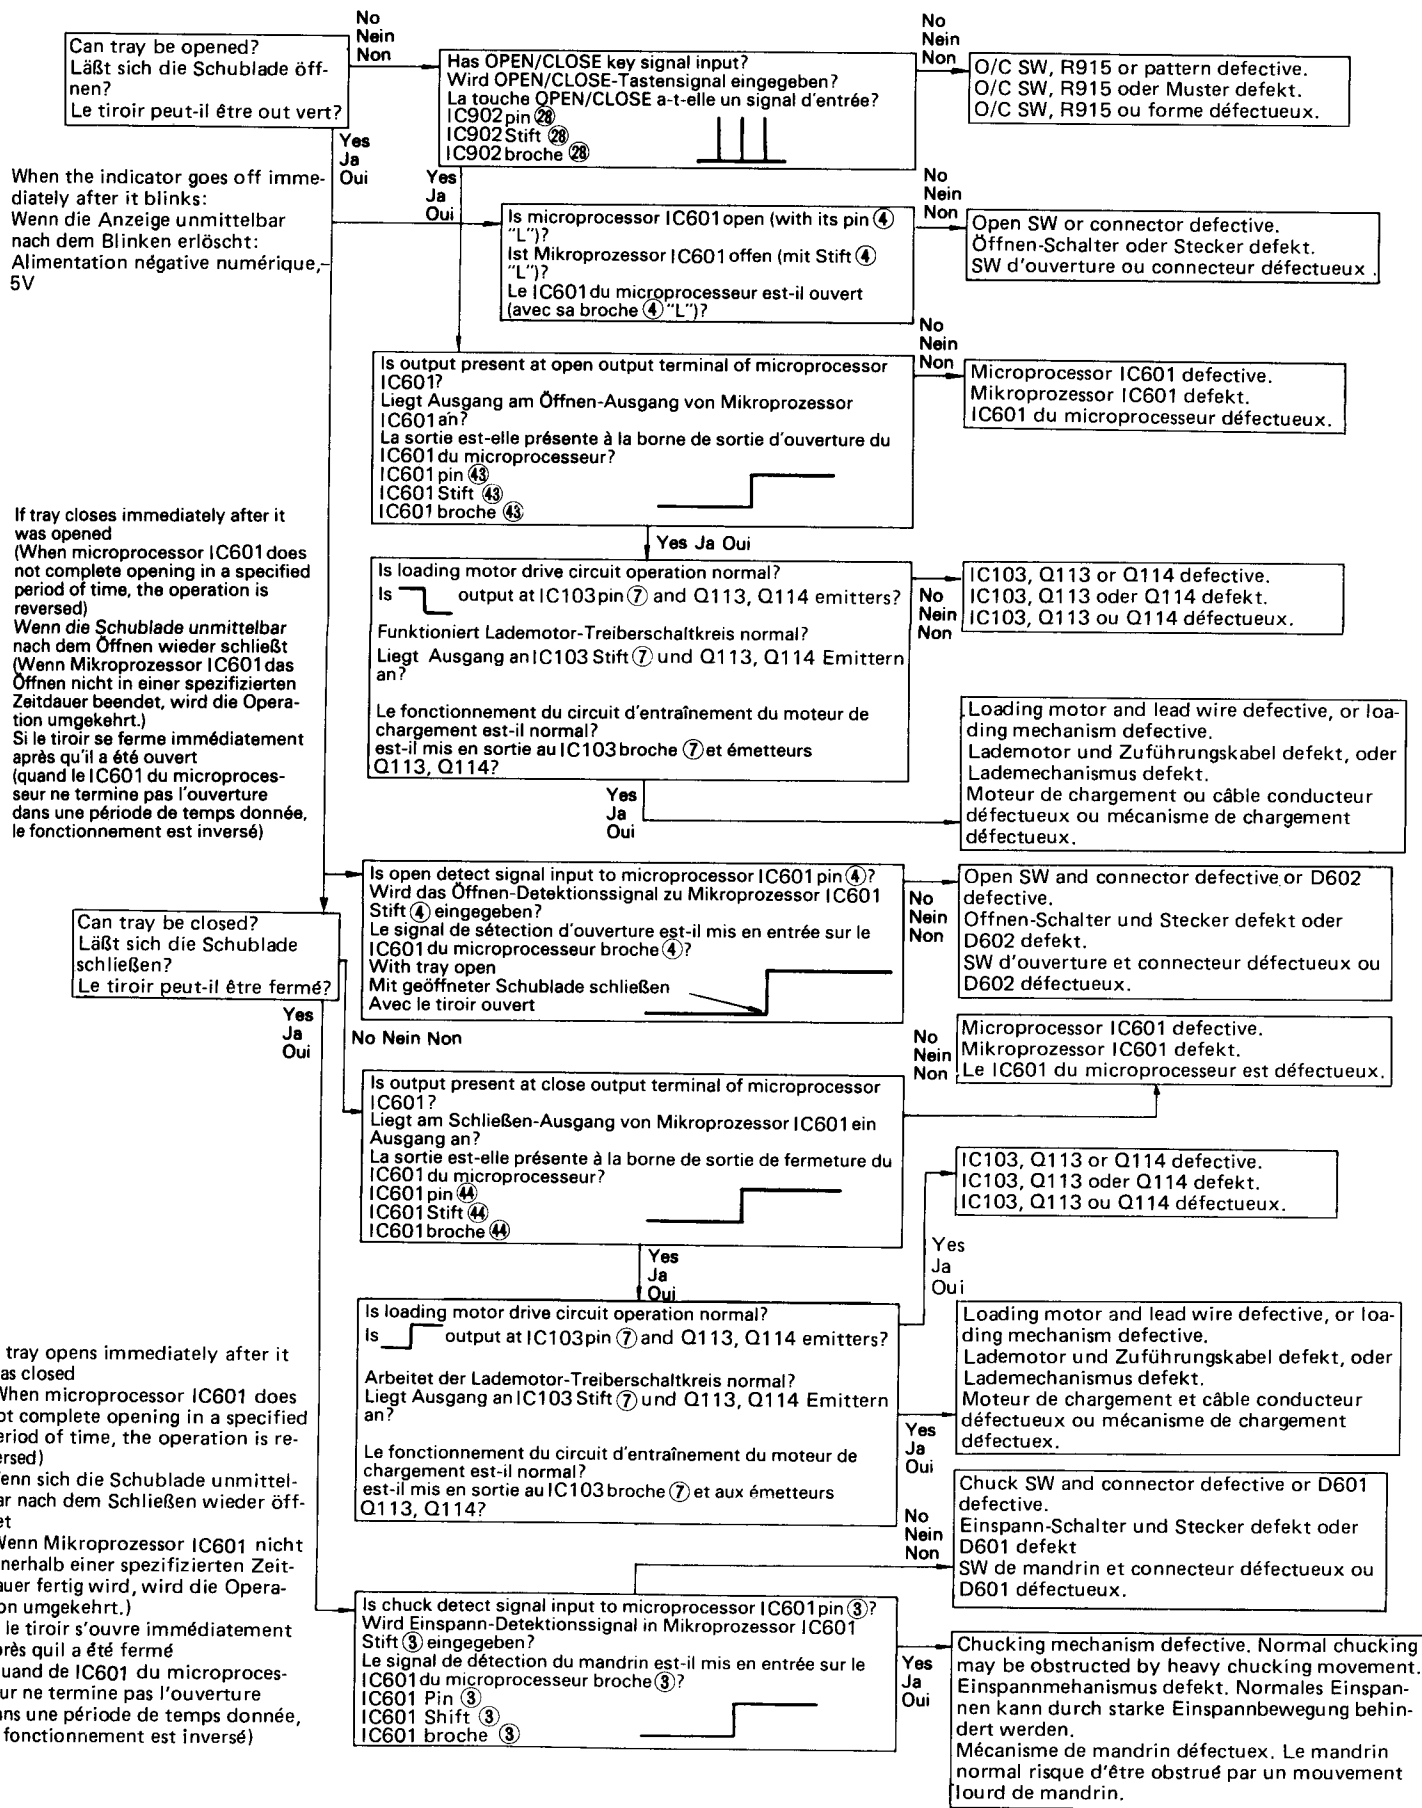 No
Nein
Non
Can tray be opened?
Läßt sich die Schublade öff-
nen?
Le tiroir peut-il être out vert?
Yes
Ja
Oui
Has OPEN/CLOSE key signal input?
Wird OPEN/CLOSE-Tastensignal eingegeben?
La touche OPEN/CLOSE a-t-elle un signal d'entrée?
IC902 pin 28
IC902 Stift 28
IC902 broche 28
No
Nein
Non
O/C SW, R915 or pattern defective.
O/C SW, R915 oder Muster defekt.
O/C SW, R915 ou forme défectueux.
When the indicator goes off imme-
diately after it blinks:
Wenn die Anzeige unmittelbar
nach dem Blinken erlöscht:
Alimentation négative numérique,–
5V
Yes
Ja
Oui
Is microprocessor IC601 open (with its pin 4
"L")?
Ist Mikroprozessor IC601 offen (mit Stift 4
"L")?
Le IC601 du microprocesseur est-il ouvert
(avec sa broche 4 "L")?
No
Nein
Non
Open SW or connector defective.
Öffnen-Schalter oder Stecker defekt.
SW d'ouverture ou connecteur défectueux .
Is output present at open output terminal of microprocessor
IC601?
Liegt Ausgang am Öffnen-Ausgang von Mikroprozessor
IC601 an?
La sortie est-elle présente à la borne de sortie d'ouverture du
IC601 du microprocesseur?
IC601 pin 43
IC601 Stift 43
IC601 broche 43
No
Nein
Non
Microprocessor IC601 defective.
Mikroprozessor IC601 defekt.
IC601 du microprocesseur défectueux.
Yes Ja Oui
If tray closes immediately after it
was opened
(When microprocessor IC601 does
not complete opening in a specified
period of time, the operation is
reversed)
Wenn die Schublade unmittelbar
nach dem Öffnen wieder schließt
(Wenn Mikroprozessor IC601 das
Öffnen nicht in einer spezifizierten
Zeitdauer beendet, wird die Opera-
tion umgekehrt.)
Si le tiroir se ferme immédiatement
après qu'il a été ouvert
(quand le IC601 du microproces-
seur ne termine pas l'ouverture
dans une période de temps donnée,
le fonctionnement est inversé)
Is loading motor drive circuit operation normal?
Is output at IC103 pin 7 and Q113, Q114 emitters?
Funktioniert Lademotor-Treiberschaltkreis normal?
Liegt Ausgang an IC103 Stift 7 und Q113, Q114 Emittern
an?
Le fonctionnement du circuit d'entraînement du moteur de
chargement est-il normal?
est-il mis en sortie au IC103 broche 7 et émetteurs
Q113, Q114?
No
Nein
Non
IC103, Q113 or Q114 defective.
IC103, Q113 oder Q114 defekt.
IC103, Q113 ou Q114 défectueux.
Yes
Ja
Oui
Loading motor and lead wire defective, or loa-
ding mechanism defective.
Lademotor und Zuführungskabel defekt, oder
Lademechanismus defekt.
Moteur de chargement ou câble conducteur
défectueux ou mécanisme de chargement
défectueux.
Is open detect signal input to microprocessor IC601 pin 4?
Wird das Öffnen-Detektionssignal zu Mikroprozessor IC601
Stift 4 eingegeben?
Le signal de sétection d'ouverture est-il mis en entrée sur le
IC601 du microprocesseur broche 4?
With tray open
Mit geöffneter Schublade schließen
Avec le tiroir ouvert
No
Nein
Non
Open SW and connector defective or D602
defective.
Offnen-Schalter und Stecker defekt oder
D602 defekt.
SW d'ouverture et connecteur défectueux ou
D602 défectueux.
Can tray be closed?
Läßt sich die Schublade
schließen?
Le tiroir peut-il être fermé?
Yes
Ja
Oui
No Nein Non
Is output present at close output terminal of microprocessor
IC601?
Liegt am Schließen-Ausgang von Mikroprozessor IC601 ein
Ausgang an?
La sortie est-elle présente à la borne de sortie de fermeture du
IC601 du microprocesseur?
IC601 pin 44
IC601 Stift 44
IC601 broche 44
No
Nein
Non
Microprocessor IC601 defective.
Mikroprozessor IC601 defekt.
Le IC601 du microprocesseur est défectueux.
Yes
Ja
Oui
IC103, Q113 or Q114 defective.
IC103, Q113 oder Q114 defekt.
IC103, Q113 ou Q114 défectueux.
Yes
Ja
Oui
Is loading motor drive circuit operation normal?
Is output at IC103 pin 7 and Q113, Q114 emitters?
Arbeitet der Lademotor-Treiberschaltkreis normal?
Liegt Ausgang an IC103 Stift 7 und Q113, Q114 Emittern
an?
Le fonctionnement du circuit d'entraînement du moteur de
chargement est-il normal?
est-il mis en sortie au IC103 broche 7 et aux émetteurs
Q113, Q114?
Yes
Ja
Oui
Loading motor and lead wire defective, or loa-
ding mechanism defective.
Lademotor und Zuführungskabel defekt, oder
Lademechanismus defekt.
Moteur de chargement et câble conducteur
défectueux ou mécanisme de chargement
défectuex.
tray opens immediately after it
as closed
hen microprocessor IC601 does
ot complete opening in a specified
eriod of time, the operation is re-
ersed)
enn sich die Schublade unmittel-
ar nach dem Schließen wieder öff-
et
Wenn Mikroprozessor IC601 nicht
nerhalb einer spezifizierten Zeit-
auer fertig wird, wird die Opera-
on umgekehrt.)
le tiroir s'ouvre immédiatement
près quil a été fermé
uand de IC601 du microproces-
ur ne termine pas l'ouverture
ans une période de temps donnée,
fonctionnement est inversé)
No
Nein
Non
Chuck SW and connector defective or D601
defective.
Einspann-Schalter und Stecker defekt oder
D601 defekt
SW de mandrin et connecteur défectueux ou
D601 défectueux.
Is chuck detect signal input to microprocessor IC601 pin 3?
Wird Einspann-Detektionssignal in Mikroprozessor IC601
Stift 3 eingegeben?
Le signal de détection du mandrin est-il mis en entrée sur le
IC601 du microprocesseur broche 3?
IC601 Pin 3
IC601 Shift 3
IC601 broche 3
Yes
Ja
Oui
Chucking mechanism defective. Normal chucking
may be obstructed by heavy chucking movement.
Einspannmehanismus defekt. Normales Einspan-
nen kann durch starke Einspannbewegung behin-
dert werden.
Mécanisme de mandrin défectuex. Le mandrin
normal risque d'être obstrué par un mouvement
lourd de mandrin.